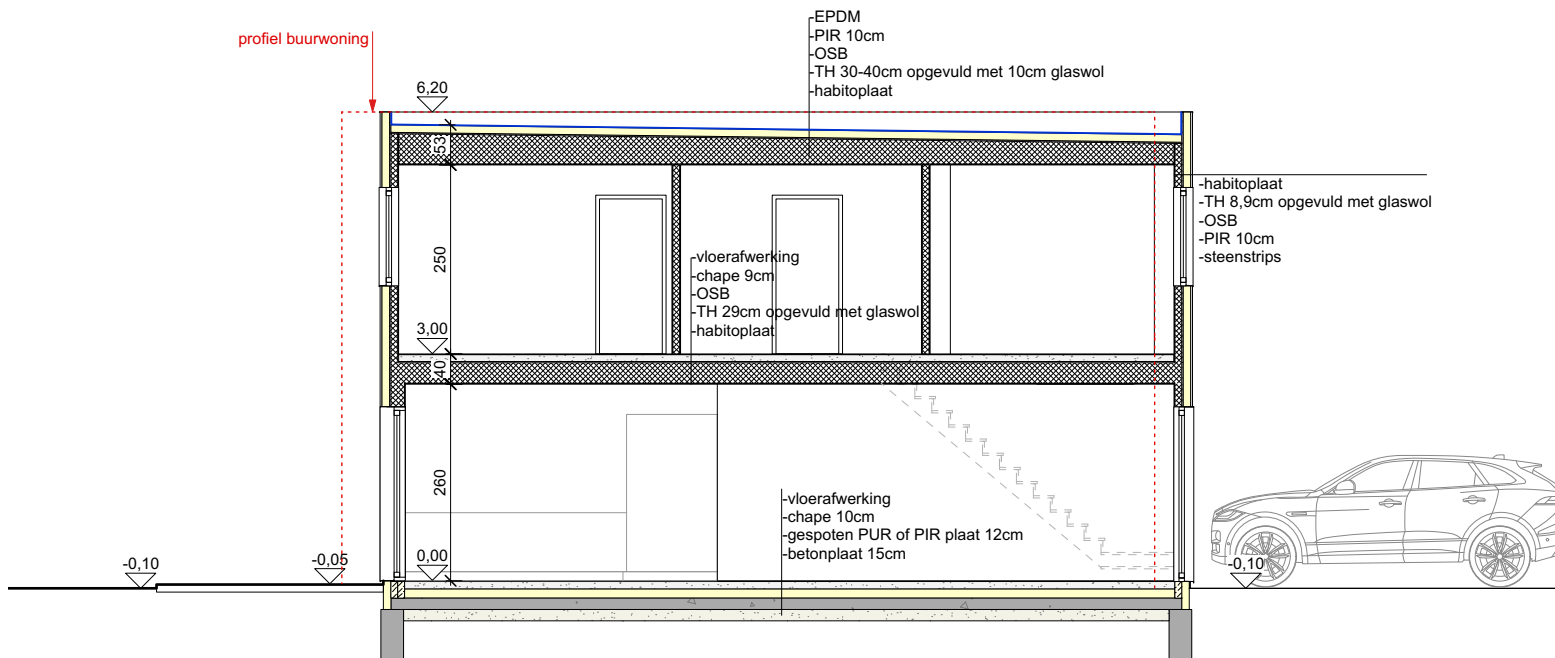 -EPDM
-PIR 10cm
-OSB
-TH 30-40cm opgevuld met 10cm glaswol
-habitoplaat
profiel buurwoning
6,20
53
-habitoplaat
-TH 8,9cm opgevuld met glaswol
-OSB
-PIR 10cm
-steenstrips
250
-vloerafwerking
-chape 9cm
-OSB
-TH 29cm opgevuld met glaswol
-habitoplaat
3,00
40
260
-vloerafwerking
-chape 10cm
-gespoten PUR of PIR plaat 12cm
-betonplaat 15cm
-0,10
-0,05
0,00
-0,10